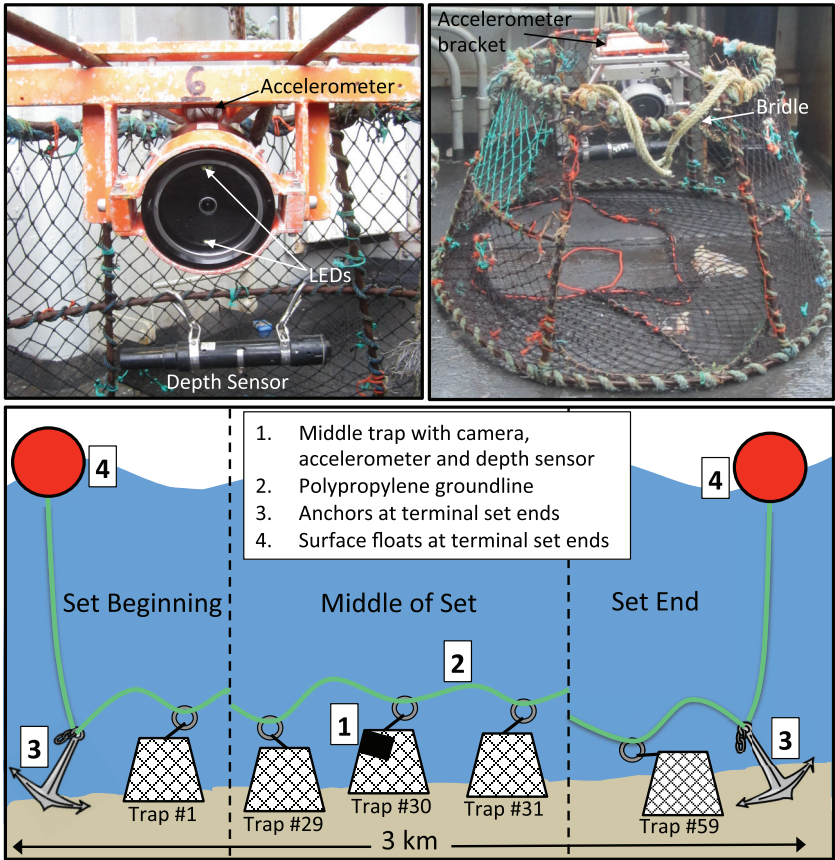 6
Accelerometer
LEDs
Depth Sensor
Accelerometer
bracket
Bridle
1. Middle trap with camera,
accelerometer and depth sensor
2. Polypropylene groundline
3. Anchors at terminal set ends
4. Surface floats at terminal set ends
4
4
Set Beginning
Middle of Set
Set End
2
1
3
3
Trap #1
Trap #29
Trap #30
Trap #31
Trap #59
3 km